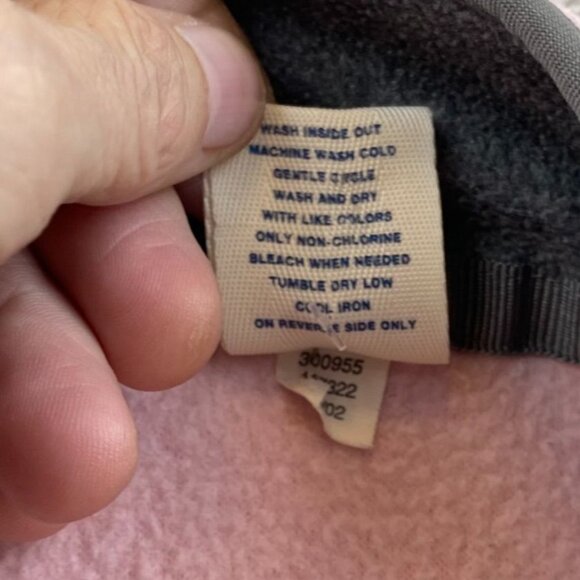 WASH INSIDE OUT
MACHINE WASH COLD
GENTLE CYCLE
WASH AND DRY
WITH LIKE COLORS
ONLY NON-CHLORINE
BLEACH WHEN NEEDED
TUMBLE DRY LOW
COOL IRON
ON REVERSE SIDE ONLY
300955